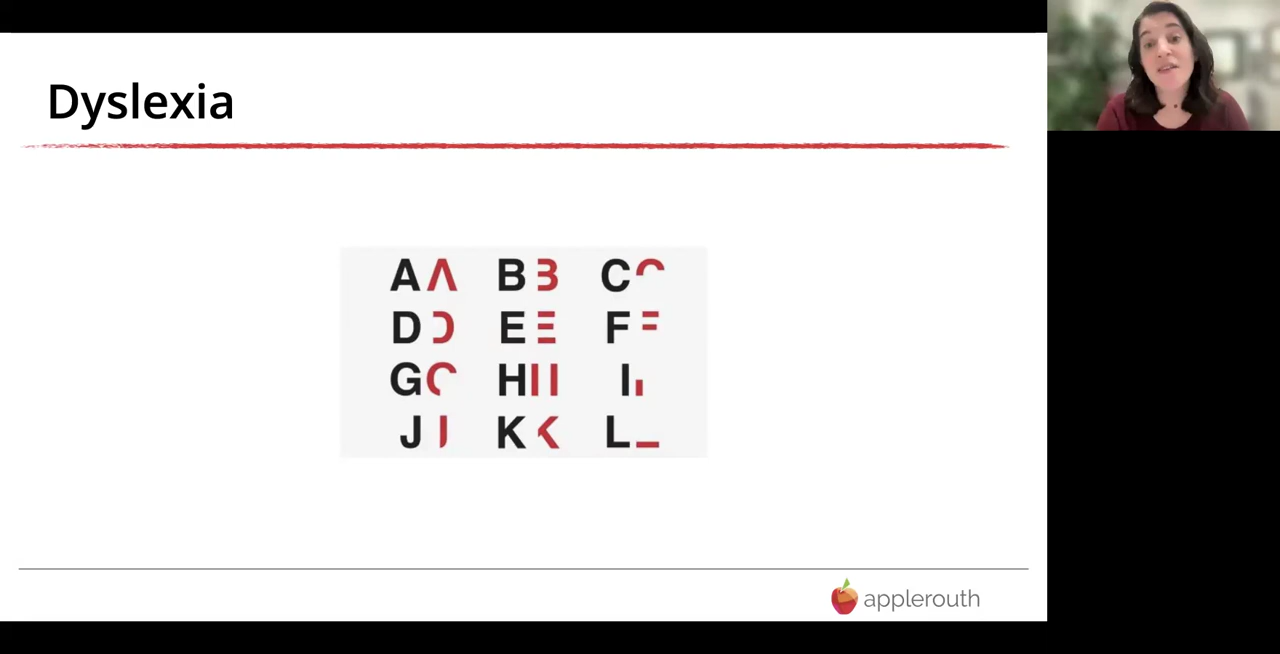 Dyslexia
A A B B C C
D D E E F F
G G H H I I
J J K K L L
applerouth